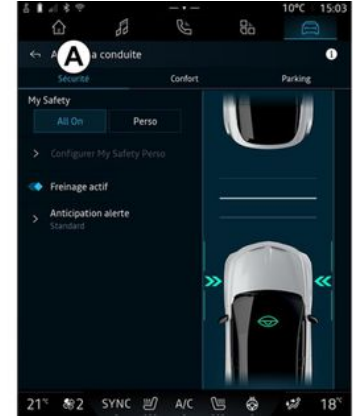 10°C 15:03
A
a conduite
Sécurité Confort Parking
My Safety
All On Perso
Configurer My Safety Perso
Freinage actif
Anticipation alerte
Standard
21° 2 SYNC A/C 18°